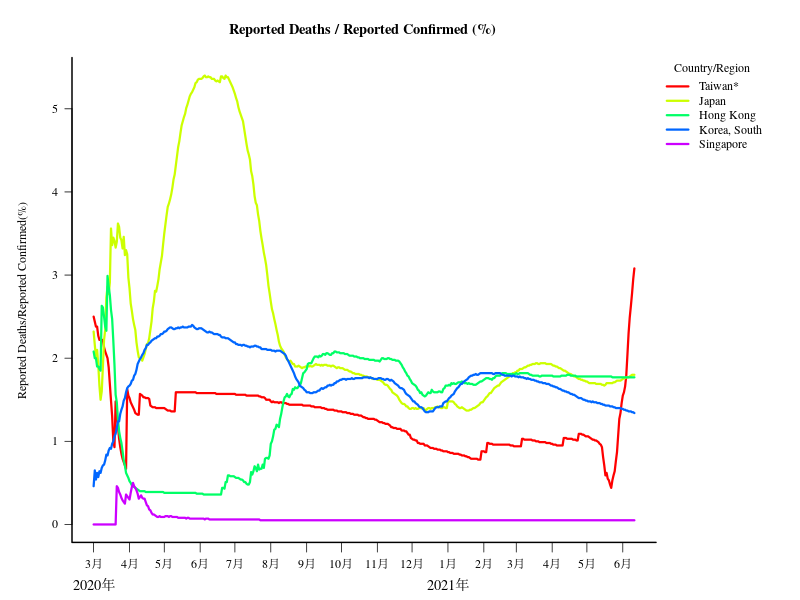 Reported Deaths / Reported Confirmed (%)
Country/Region
Taiwan*
Japan
Hong Kong
Korea, South
Singapore
Reported Deaths/Reported Confirmed(%)
5
4
3
2
1
0
3月 4月 5月 6月 7月 8月 9月 10月 11月 12月 1月 2月 3月 4月 5月 6月
2020年 2021年